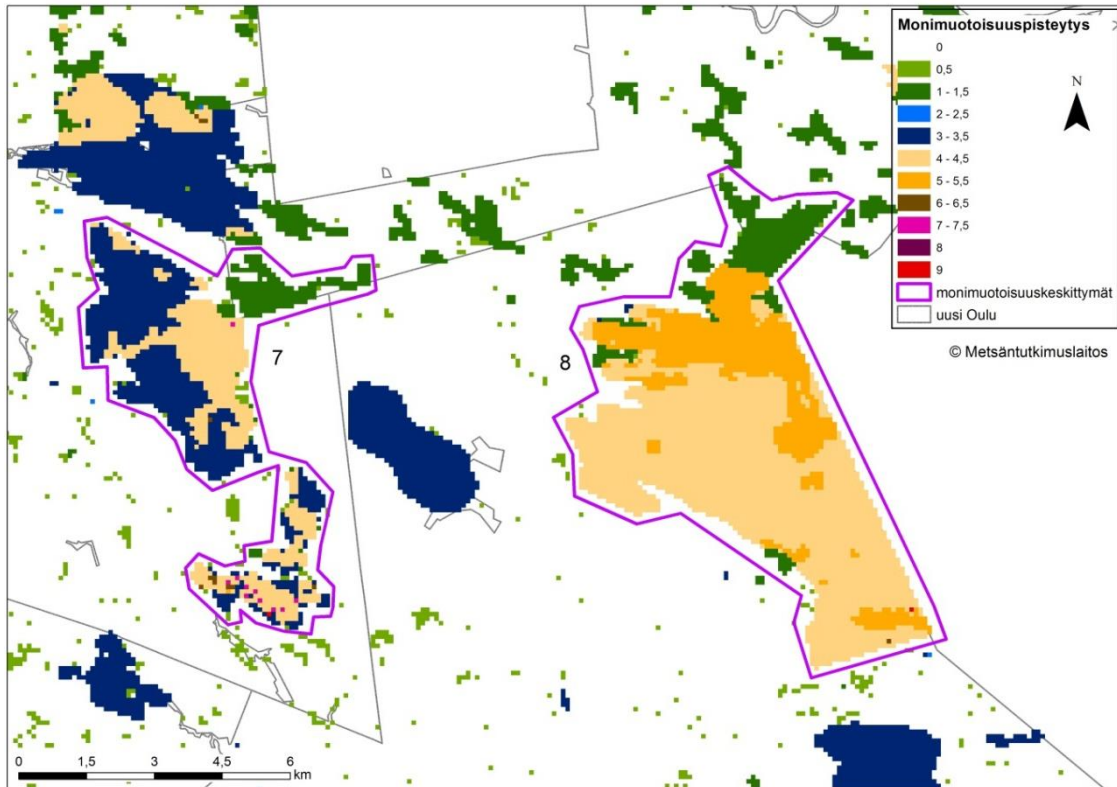 Monimuotoisuuspisteytys
0
0,5
1 - 1,5
2 - 2,5
3 - 3,5
4 - 4,5
5 - 5,5
6 - 6,5
7 - 7,5
8
9
monimuotoisuuskeskittymät
uusi Oulu
N
© Metsäntutkimuslaitos
7
8
0 1,5 3 4,5 6
km